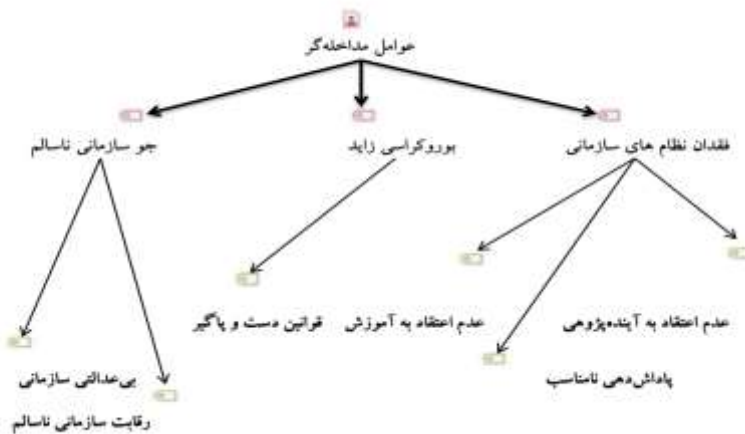 عوامل مداخله‌گر
فقدان نظام های سازمانی
بوروکراسی زاید
جو سازمانی ناسالم
عدم اعتقاد به آینده‌پژوهی
عدم اعتقاد به آموزش
قوانین دست و پاگیر
پاداش‌دهی نامناسب
بی‌عدالتی سازمانی
رقابت سازمانی ناسالم